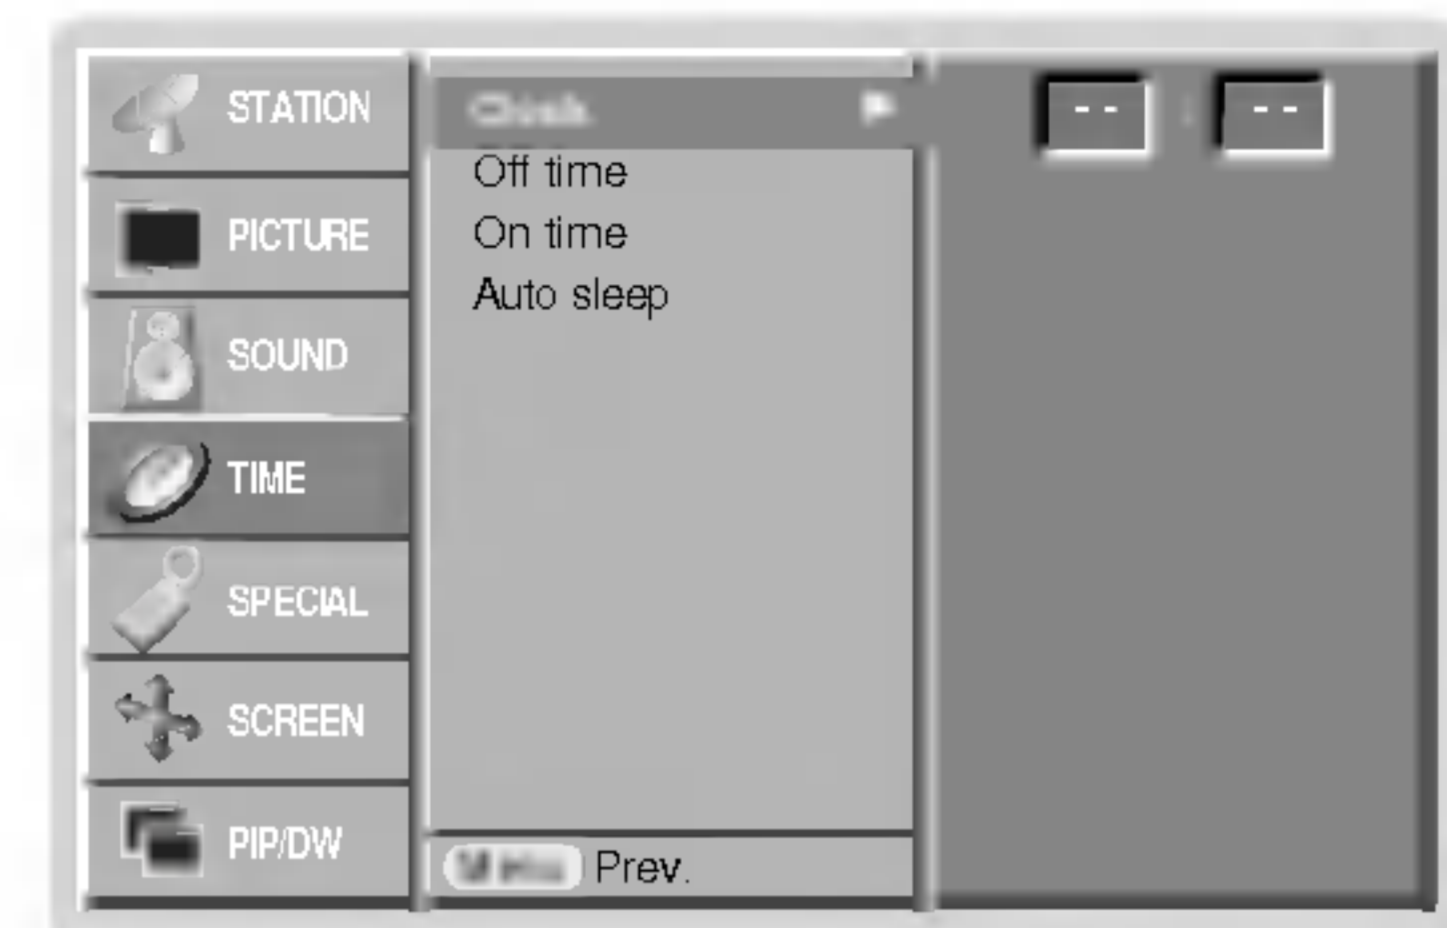 STATION
PICTURE
SOUND
TIME
SPECIAL
SCREEN
PIP/DW
Off time
On time
Auto sleep
Prev.
-- : --